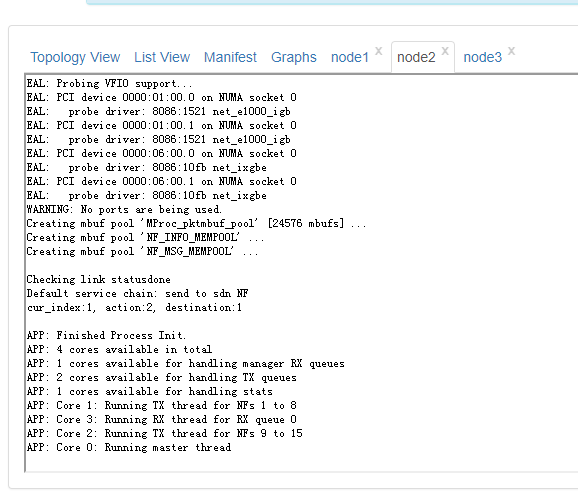 Topology View List View Manifest Graphs node1 x node2 x node3 x
EAL: Probing VFIO support...
EAL: PCI device 0000:01:00.0 on NUMA socket 0
EAL:   probe driver: 8086:1521 net_e1000_igb
EAL: PCI device 0000:01:00.1 on NUMA socket 0
EAL:   probe driver: 8086:1521 net_e1000_igb
EAL: PCI device 0000:06:00.0 on NUMA socket 0
EAL:   probe driver: 8086:10fb net_ixgbe
EAL: PCI device 0000:06:00.1 on NUMA socket 0
EAL:   probe driver: 8086:10fb net_ixgbe
WARNING: No ports are being used.
Creating mbuf pool 'MProc_pktmbuf_pool' [24576 mbufs] ...
Creating mbuf pool 'NF_INFO_MEMPOOL' ...
Creating mbuf pool 'NF_MSG_MEMPOOL' ...
Checking link statusdone
Default service chain: send to sdn NF
cur_index:1, action:2, destination:1
APP: Finished Process Init.
APP: 4 cores available in total
APP: 1 cores available for handling manager RX queues
APP: 2 cores available for handling TX queues
APP: 1 cores available for handling stats
APP: Core 1: Running TX thread for NFs 1 to 8
APP: Core 3: Running RX thread for RX queue 0
APP: Core 2: Running TX thread for NFs 9 to 15
APP: Core 0: Running master thread